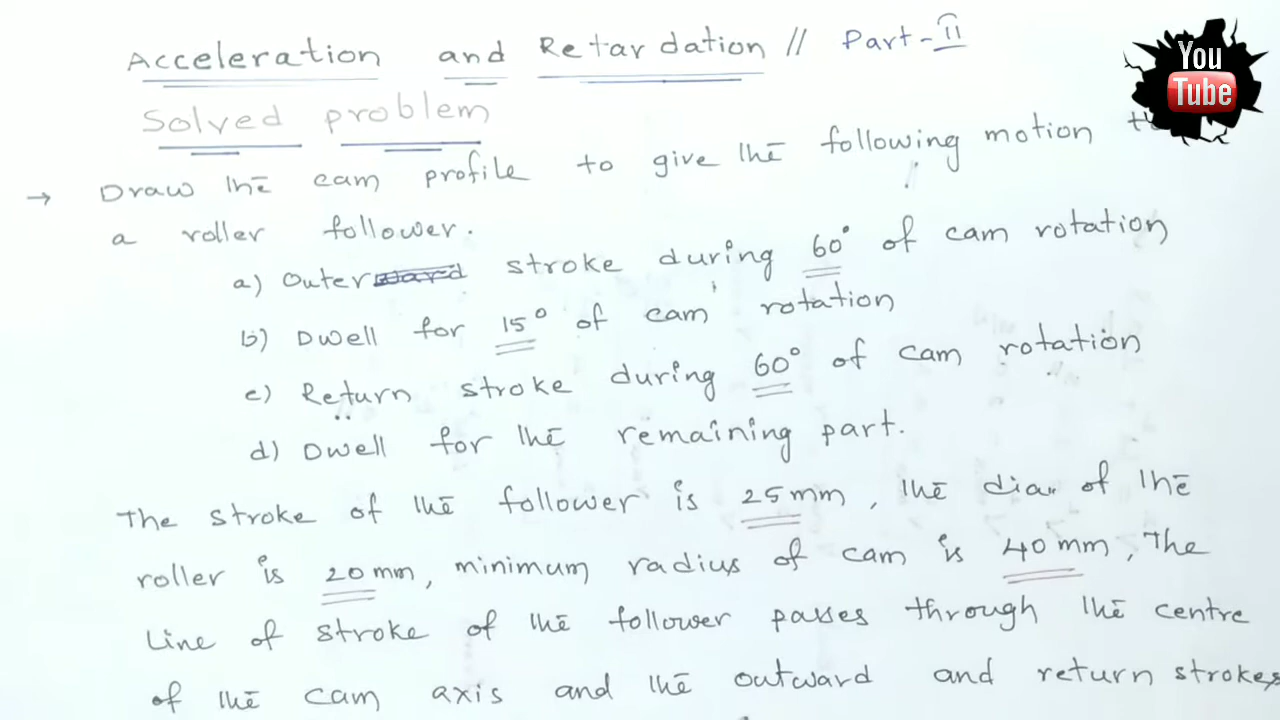 Acceleration and Retardation // Part-II
You
Tube
Solved problem
→ Draw the cam profile to give the following motion
a roller follower.
a) Outer stroke during 60° of cam rotation
b) Dwell for 15° of cam rotation
c) Return stroke during 60° of cam rotation
d) Dwell for the remaining part.
The stroke of the follower is 25mm, the dia. of the
roller is 20mm, minimum radius of cam is 40mm, The
Line of stroke of the follower passes through the centre
of the cam axis and the outward and return strokes